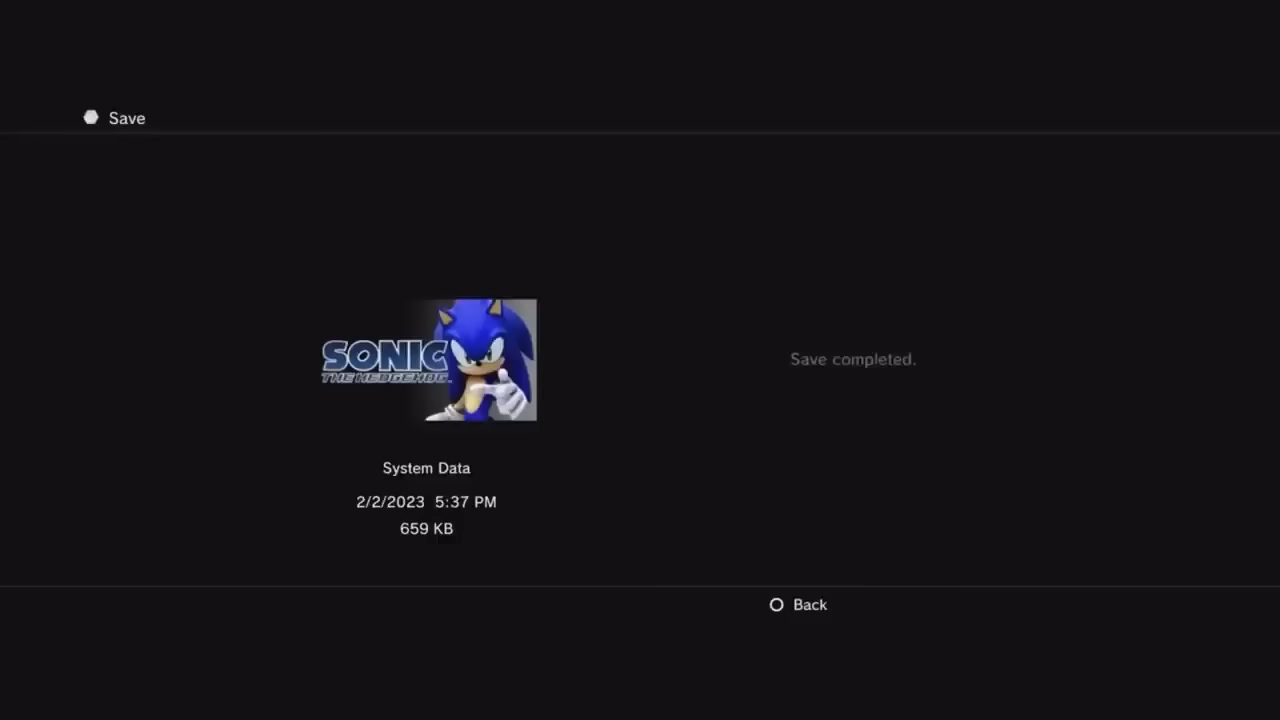 Save
SONIC
THE HEDGEHOG
Save completed.
System Data
2/2/2023 5:37 PM
659 KB
Back